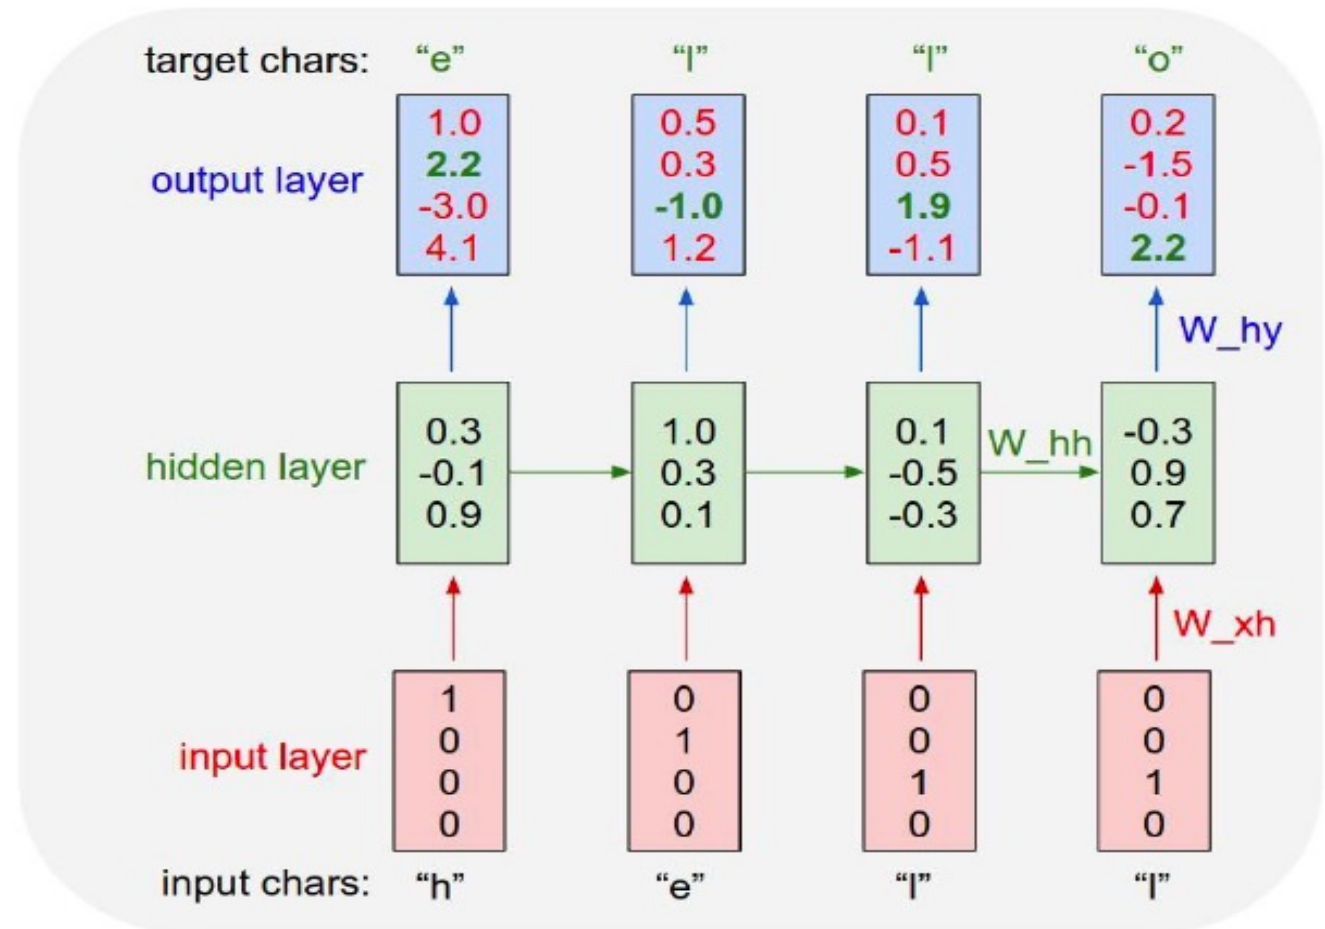 target chars: “e” “l” “l” “o”
output layer
1.0 0.5 0.1 0.2
2.2 0.3 0.5 -1.5
-3.0 -1.0 1.9 -0.1
4.1 1.2 -1.1 2.2
W_hy
hidden layer
0.3 1.0 0.1 -0.3
-0.1 0.3 -0.5 0.9
0.9 0.1 -0.3 0.7
W_hh
W_xh
input layer
1 0 0 0
0 1 0 0
0 0 1 1
0 0 0 0
input chars: “h” “e” “l” “l”